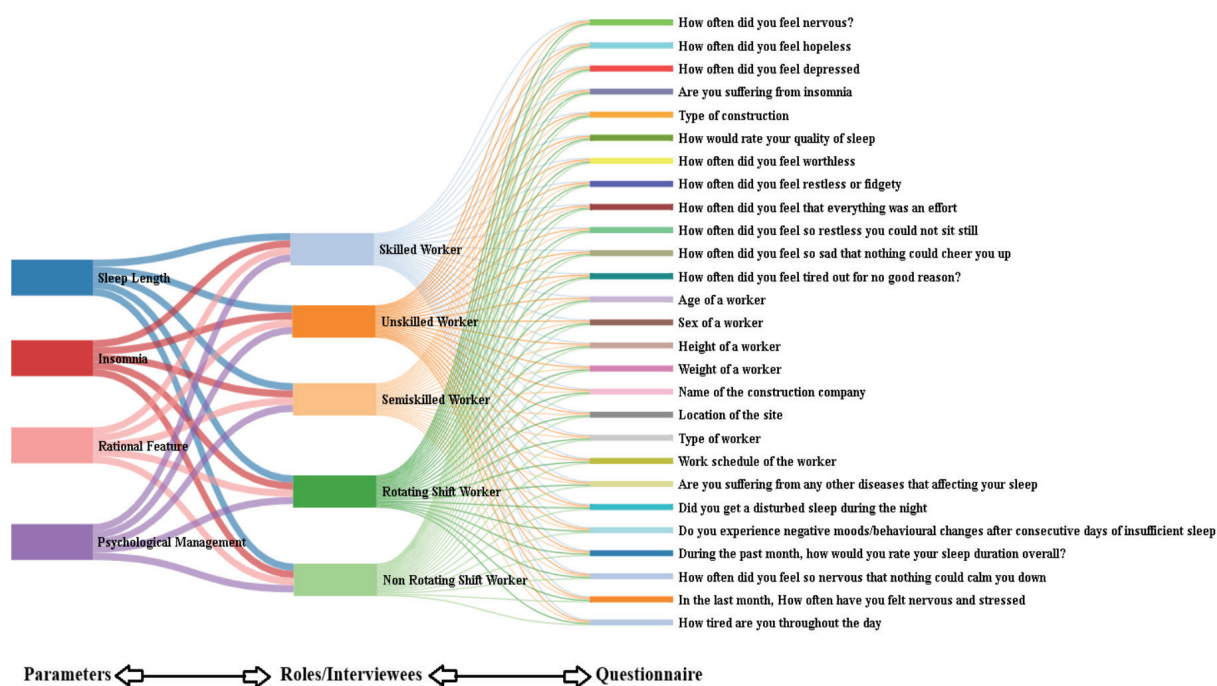 Sleep Length
Insomnia
Rational Feature
Psychological Management
Skilled Worker
Unskilled Worker
Semiskilled Worker
Rotating Shift Worker
Non Rotating Shift Worker
How often did you feel nervous?
How often did you feel hopeless
How often did you feel depressed
Are you suffering from insomnia
Type of construction
How would rate your quality of sleep
How often did you feel worthless
How often did you feel restless or fidgety
How often did you feel that everything was an effort
How often did you feel so restless you could not sit still
How often did you feel so sad that nothing could cheer you up
How often did you feel tired out for no good reason?
Age of a worker
Sex of a worker
Height of a worker
Weight of a worker
Name of the construction company
Location of the site
Type of worker
Work schedule of the worker
Are you suffering from any other diseases that affecting your sleep
Did you get a disturbed sleep during the night
Do you experience negative moods/behavioural changes after consecutive days of insufficient sleep
During the past month, how would you rate your sleep duration overall?
How often did you feel so nervous that nothing could calm you down
In the last month, How often have you felt nervous and stressed
How tired are you throughout the day
Parameters
Roles/Interviewees
Questionnaire